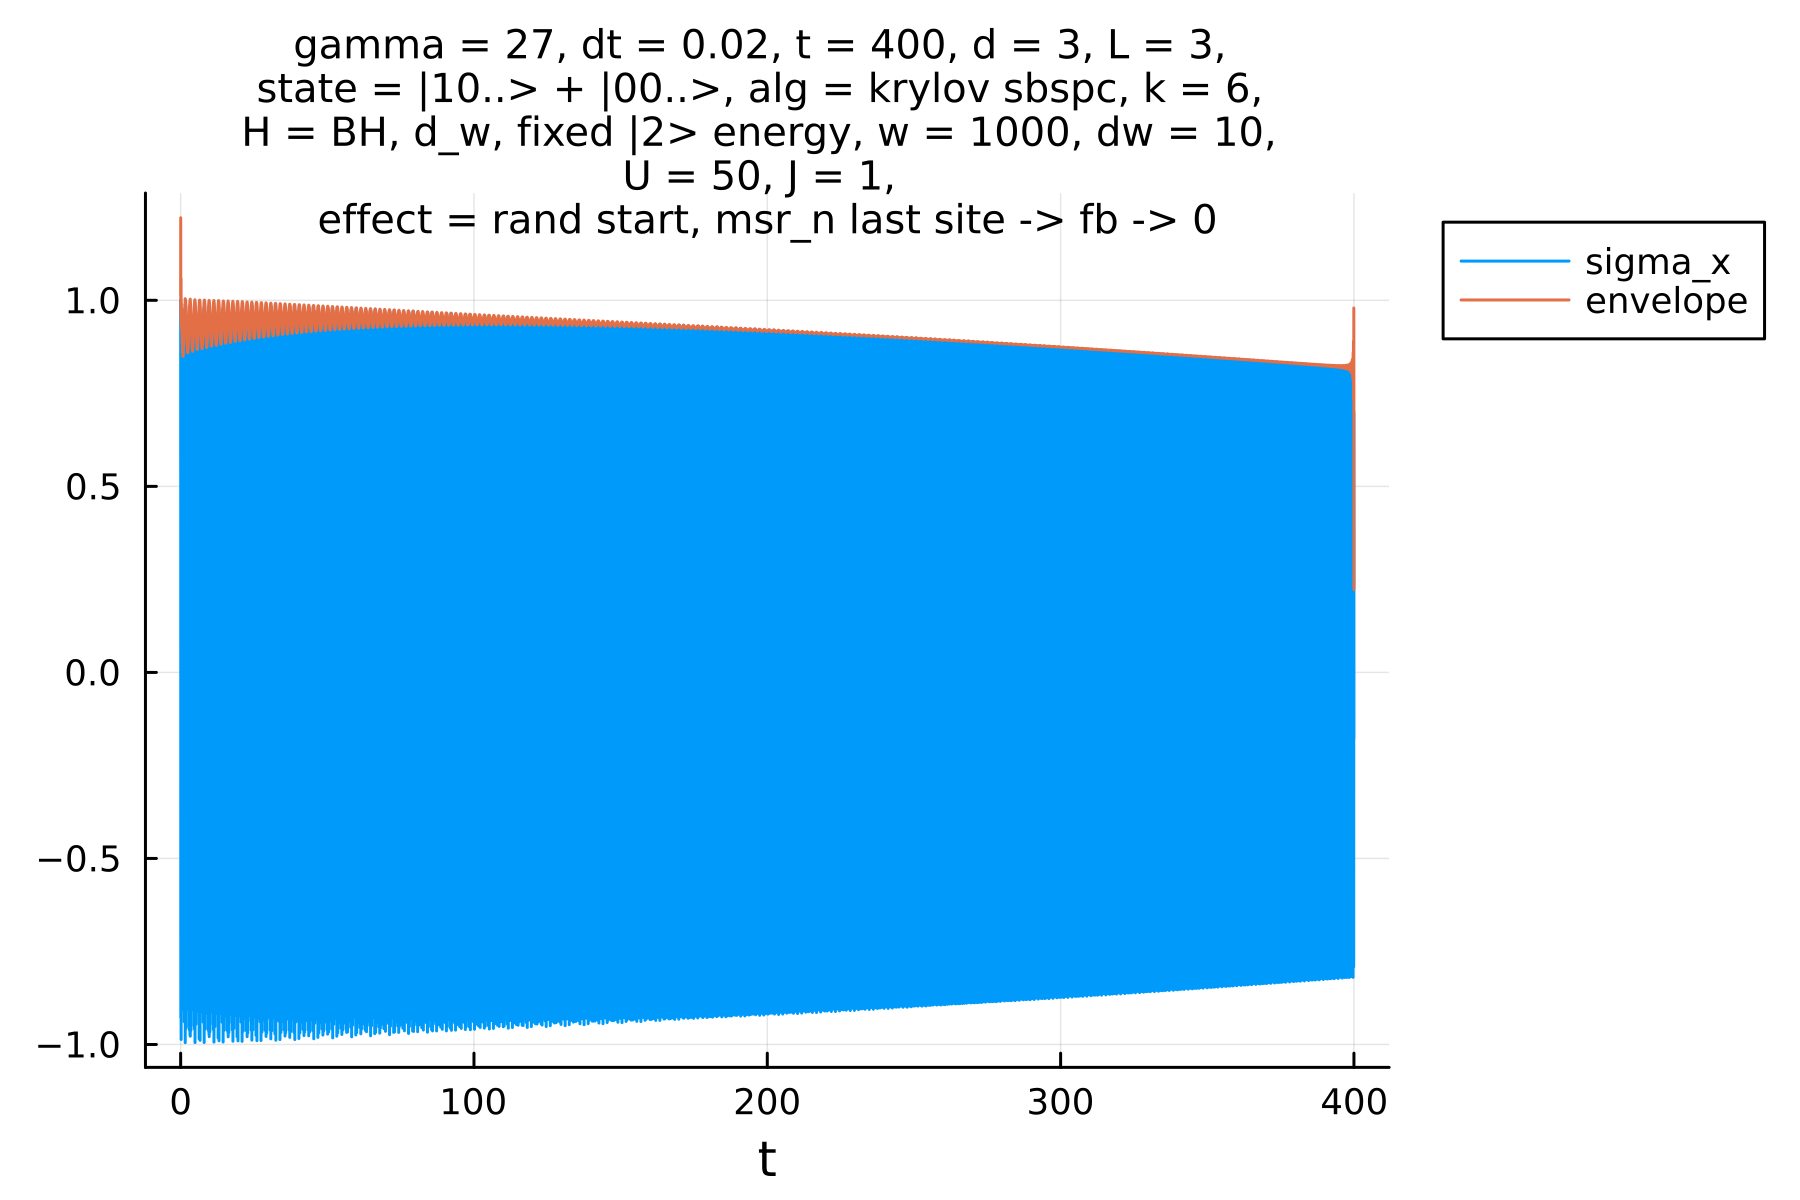 gamma = 27, dt = 0.02, t = 400, d = 3, L = 3,
state = |10..> + |00..>, alg = krylov sbspc, k = 6,
H = BH, d_w, fixed |2> energy, w = 1000, dw = 10,
U = 50, J = 1,
effect = rand start, msr_n last site -> fb -> 0
sigma_x
envelope
1.0
0.5
0.0
−0.5
−1.0
0
100
200
300
400
t